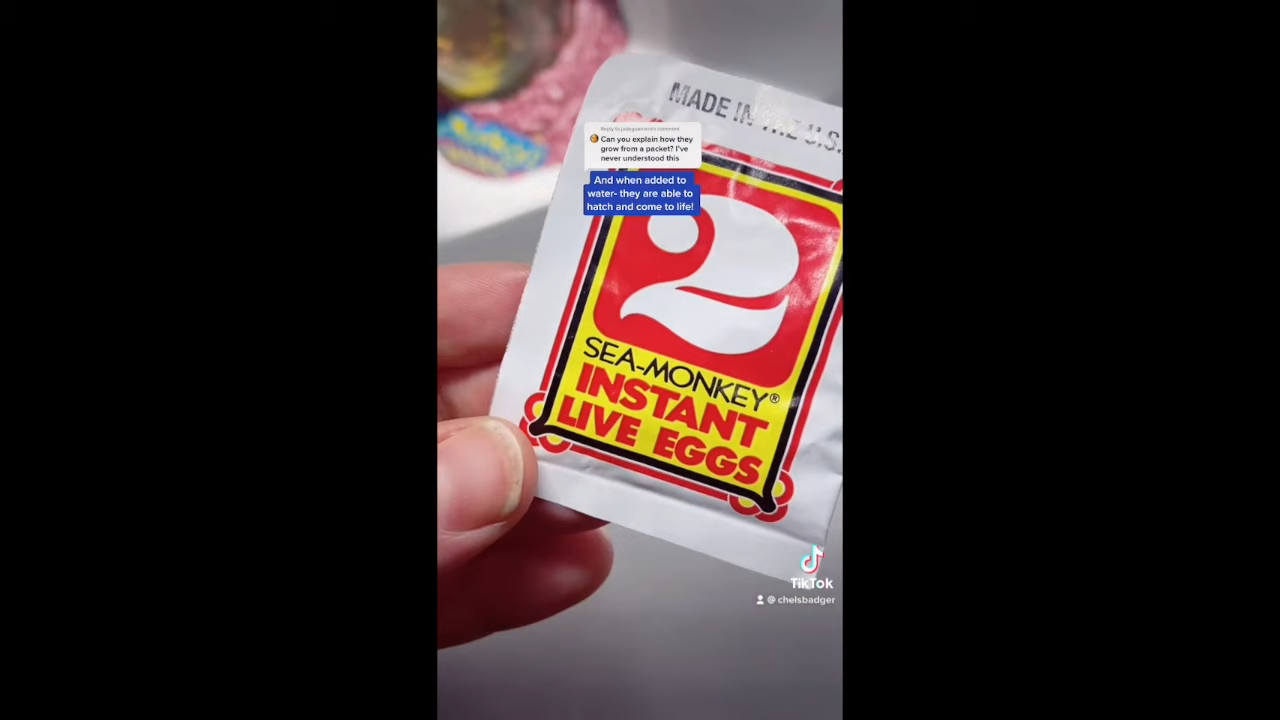 MADE IN THE U.S.
Can you explain how they
grow from a packet? I've
never understood this
And when added to
water- they are able to
hatch and come to life!
2
SEA-MONKEY®
INSTANT
LIVE EGGS
TikTok
@ chelsbadger